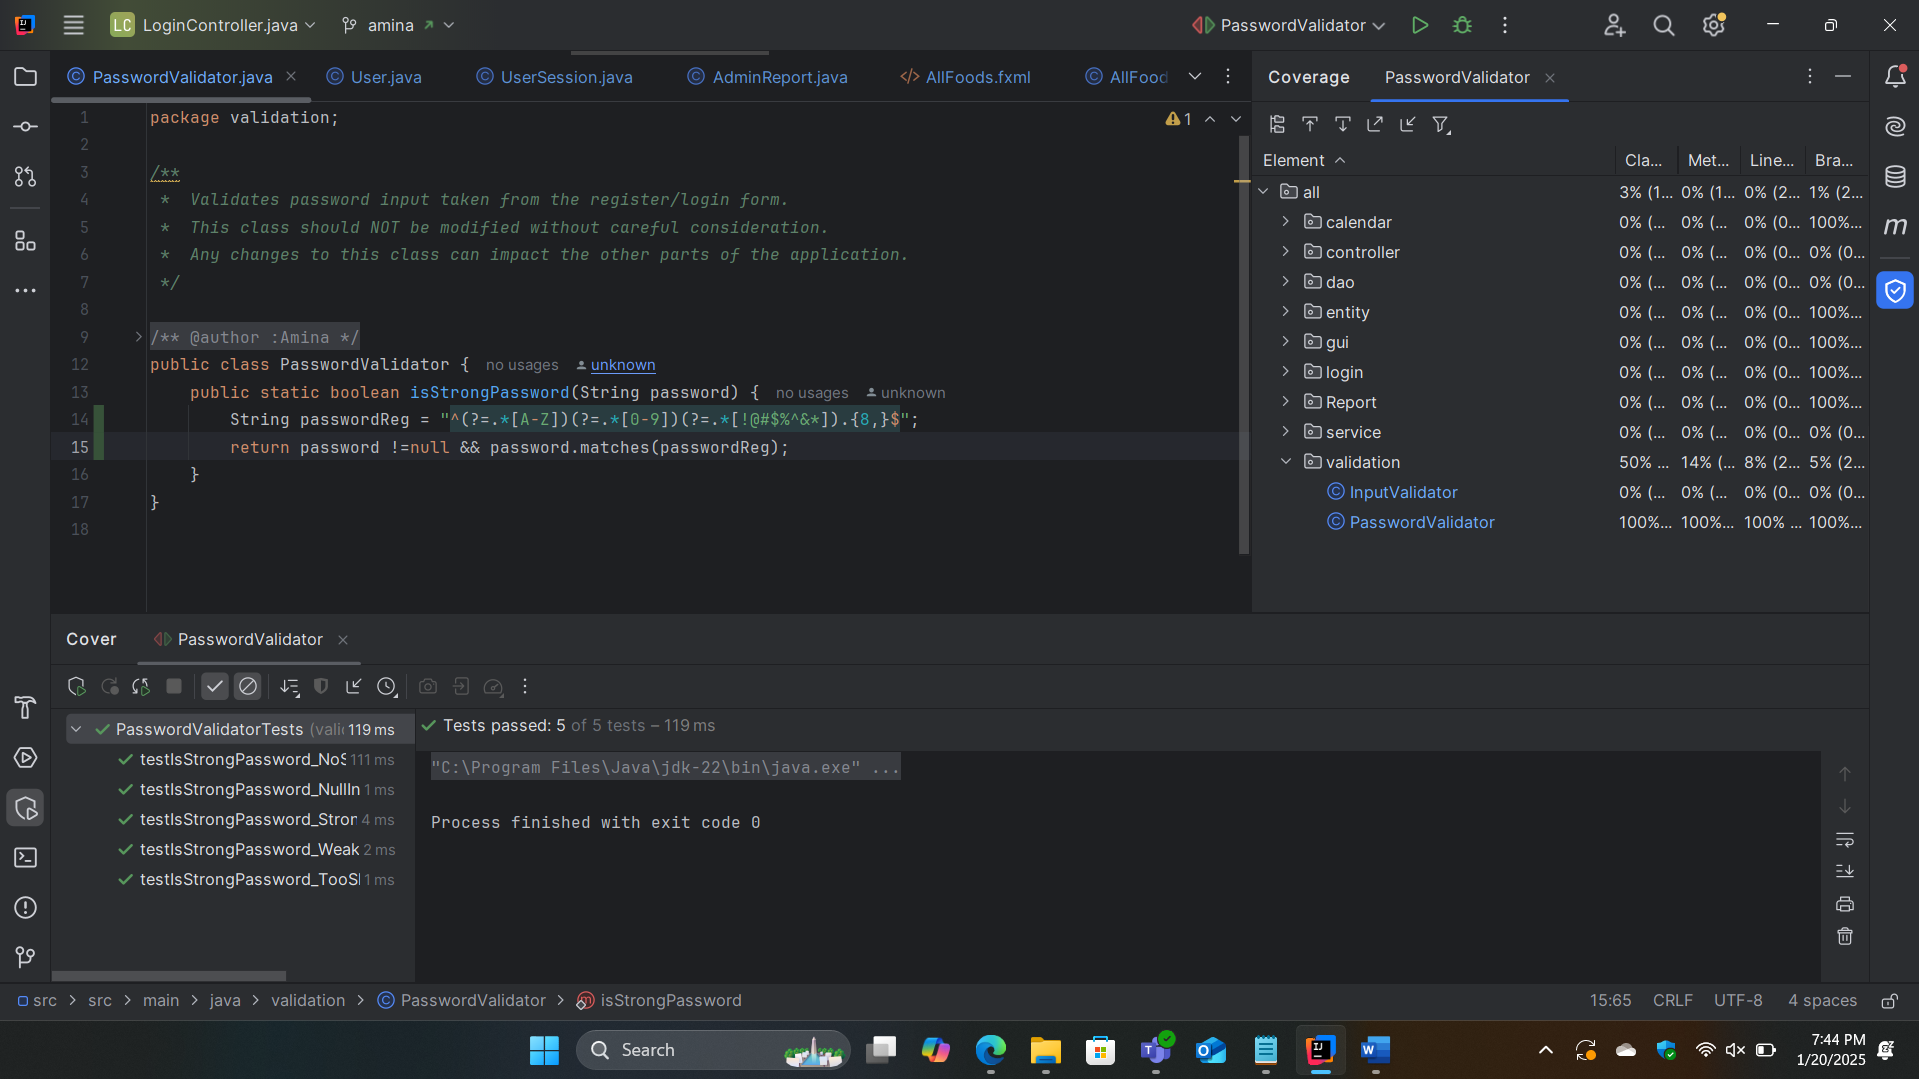 LC LoginController.java amina PasswordValidator
PasswordValidator.java User.java UserSession.java AdminReport.java AllFoods.fxml AllFood
Coverage PasswordValidator
1 package validation;
2
3 /**
4 * Validates password input taken from the register/login form.
5 * This class should NOT be modified without careful consideration.
6 * Any changes to this class can impact the other parts of the application.
7 */
8
9 /** @author :Amina */
12 public class PasswordValidator { no usages unknown
13 public static boolean isStrongPassword(String password) { no usages unknown
14 String passwordReg = "^(?=.*[A-Z])(?=.*[0-9])(?=.*[!@#$%^&*]).{8,}$";
15 return password !=null && password.matches(passwordReg);
16 }
17 }
18
1
Element Cla... Met... Line... Bra...
all 3% (1... 0% (1... 0% (2... 1% (2...
calendar 0% (... 0% (... 0% (0... 100%...
controller 0% (... 0% (... 0% (0... 0% (0...
dao 0% (... 0% (... 0% (0... 0% (0...
entity 0% (... 0% (... 0% (0... 100%...
gui 0% (... 0% (... 0% (0... 100%...
login 0% (... 0% (... 0% (0... 100%...
Report 0% (... 0% (... 0% (0... 100%...
service 0% (... 0% (... 0% (0... 0% (0...
validation 50% ... 14% (... 8% (2... 5% (2...
InputValidator 0% (... 0% (... 0% (0... 0% (0...
PasswordValidator 100%... 100%... 100% ... 100%...
Cover PasswordValidator
PasswordValidatorTests (vali 119 ms
testIsStrongPassword_NoS 111 ms
testIsStrongPassword_NullIn 1 ms
testIsStrongPassword_Stron 4 ms
testIsStrongPassword_Weak 2 ms
testIsStrongPassword_TooSl 1 ms
Tests passed: 5 of 5 tests – 119 ms
"C:\Program Files\Java\jdk-22\bin\java.exe" ...
Process finished with exit code 0
src > src > main > java > validation > PasswordValidator > isStrongPassword
15:65 CRLF UTF-8 4 spaces
Search
7:44 PM
1/20/2025